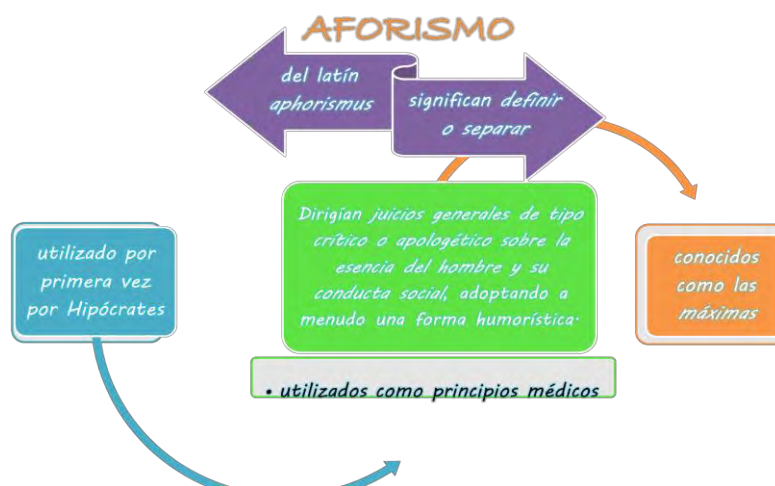 AFORISMO
del latín
aphorismus
significan definir
o separar
utilizado por
primera vez
por Hipócrates
Dirigían juicios generales de tipo
crítico o apologético sobre la
esencia del hombre y su
conducta social, adoptando a
menudo una forma humorística.
• utilizados como principios médicos
conocidos
como las
máximas